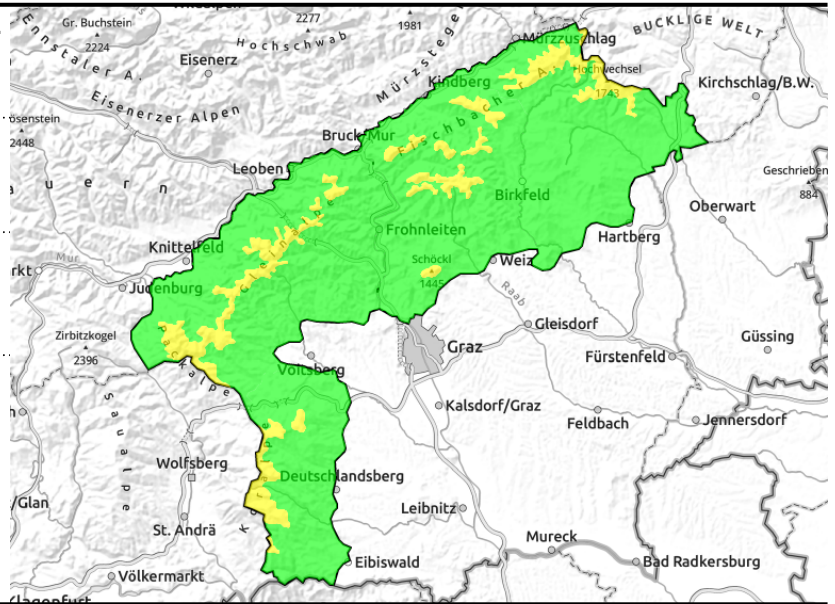 Gr. Buchstein
2224
2277
1981
BUCKLIGE WELT
Ennstaler A.
Hochschwab
Mürzstege
Mürzzuschlag
Eisenerz
Hochwechsel
1743
Kindberg
Kirchschlag/B.W.
Eisenerzer Alpen
Fischbacher A.
2448
Bruck/Mur
Leoben
Geschrieben
884
Birkfeld
Oberwart
Frohnleiten
Hartberg
Knittelfeld
Gleinalpe
Mur
Schöckl
1445
Weiz
Judenburg
Raab
Zirbitzkogel
2396
Gleisdorf
Güssing
Graz
Fürstenfeld
Packalpe
Voitsberg
Kalsdorf/Graz
Feldbach
Jennersdorf
Saualpe
Wolfsberg
Deutschlandsberg
/Glan
Leibnitz
St. Andrä
Mureck
Eibiswald
Bad Radkersburg
Völkermarkt